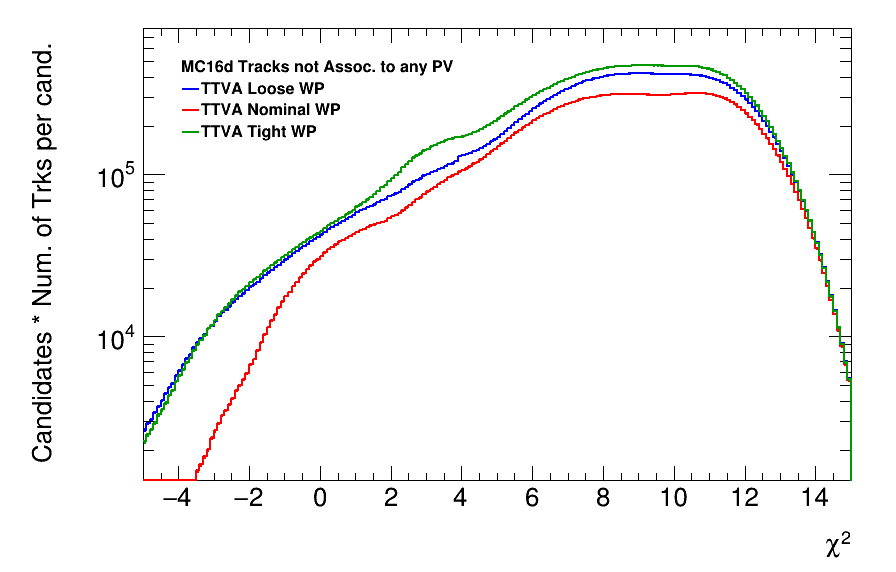 Candidates * Num. of Trks per cand.
MC16d Tracks not Assoc. to any PV
TTVA Loose WP
TTVA Nominal WP
TTVA Tight WP
10⁵
10⁴
−4 −2 0 2 4 6 8 10 12 14
χ²